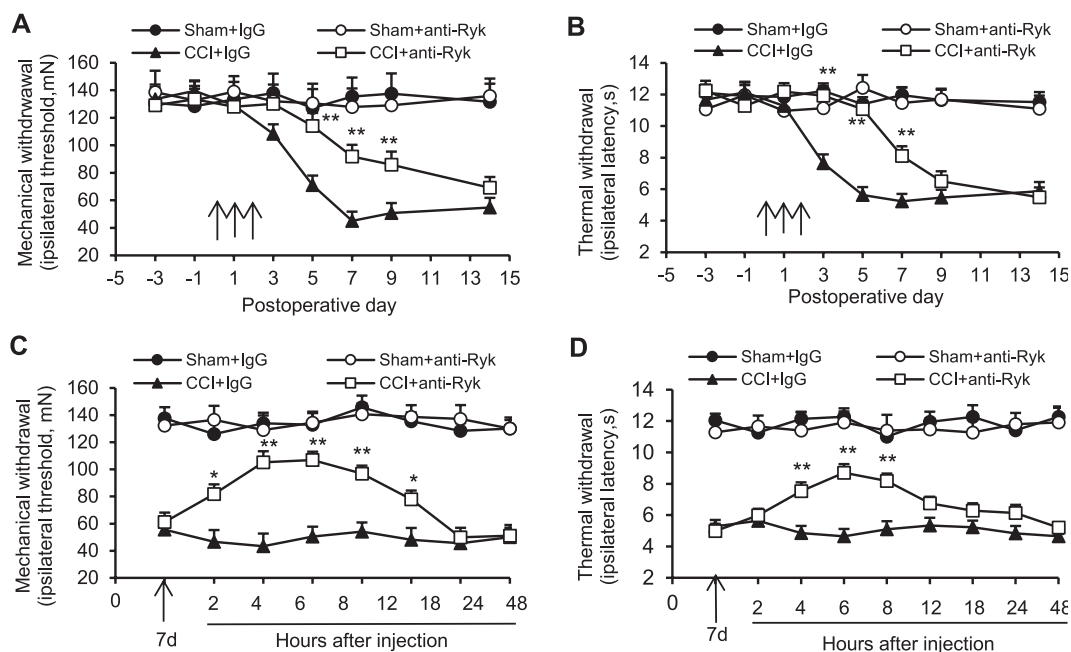 A
Sham+IgG
Sham+anti-Ryk
CCI+IgG
CCI+anti-Ryk
Mechanical withdrwawal
(ipsilateral threshold,mN)
160
140
120
100
80
60
40
20
**
**
**
-5 -3 -1 1 3 5 7 9 11 13 15
Postoperative day
B
Sham+IgG
Sham+anti-Ryk
CCI+IgG
CCI+anti-Ryk
Thermal withdrawal
(ipsilateral latency,s)
14
12
10
8
6
4
2
**
**
**
-5 -3 -1 1 3 5 7 9 11 13 15
Postoperative day
C
Sham+IgG
Sham+anti-Ryk
CCI+IgG
CCI+anti-Ryk
Mechanical withdrawal
(ipsilateral threshold, mN)
160
140
120
100
80
60
40
20
*
**
**
**
*
0 2 4 6 8 12 18 24 48
7d
Hours after injection
D
Sham+IgG
Sham+anti-Ryk
CCI+IgG
CCI+anti-Ryk
Thermal withdrawal
(ipsilateral latency,s)
14
12
10
8
6
4
2
**
**
**
0 2 4 6 8 12 18 24 48
7d
Hours after injection